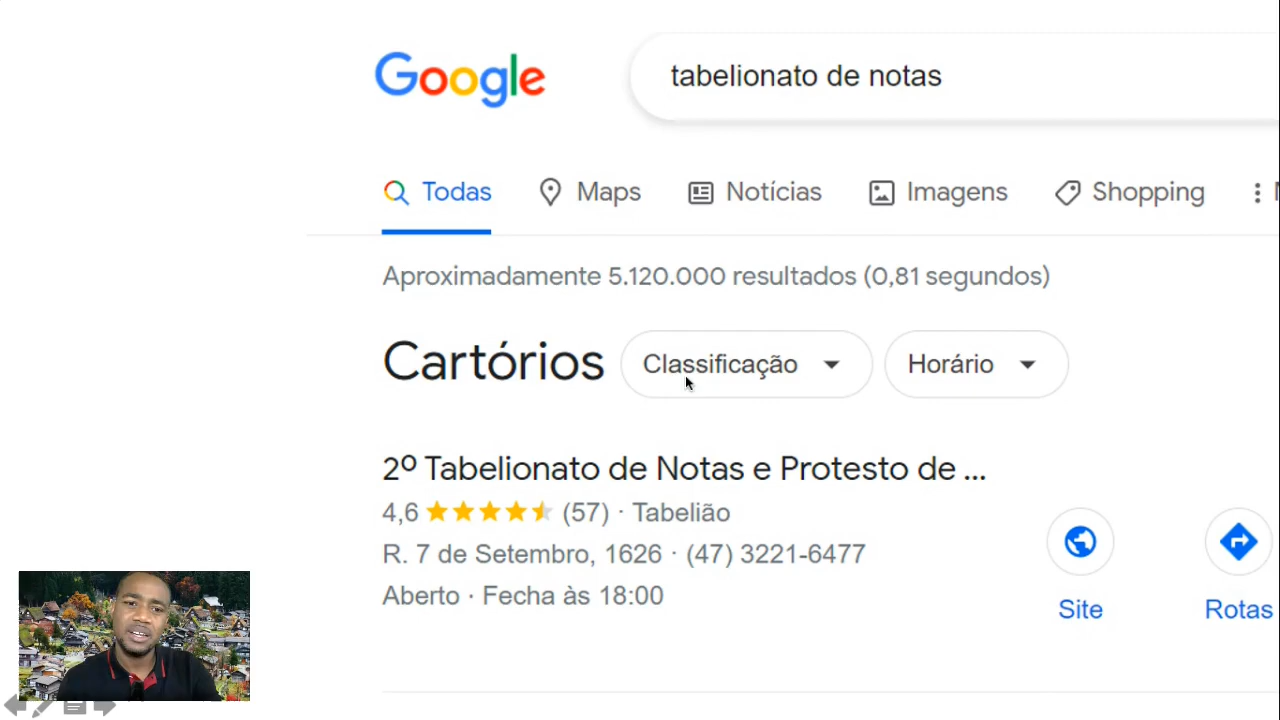 Google
tabelionato de notas
Todas Maps Notícias Imagens Shopping
Aproximadamente 5.120.000 resultados (0,81 segundos)
Cartórios Classificação Horário
2º Tabelionato de Notas e Protesto de ...
4,6 (57) · Tabelião
R. 7 de Setembro, 1626 · (47) 3221-6477
Aberto · Fecha às 18:00
Site Rotas